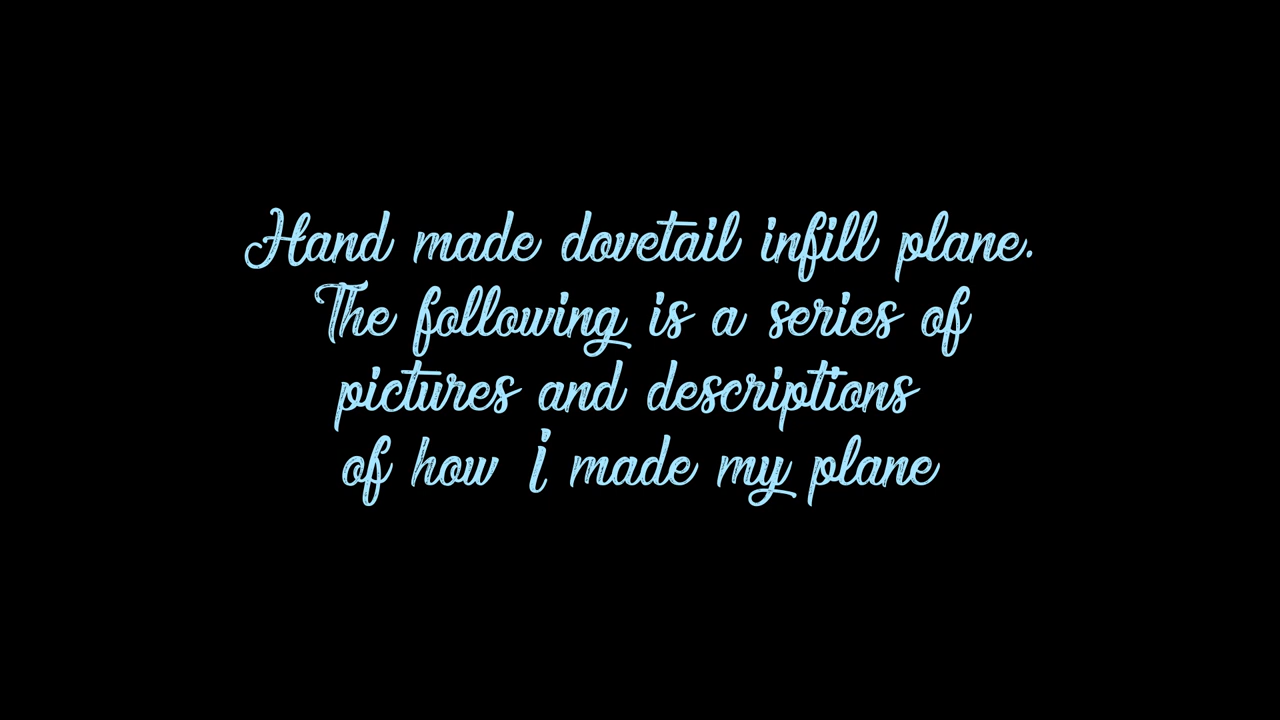 Hand made dovetail infill plane.
The following is a series of
pictures and descriptions
of how i made my plane